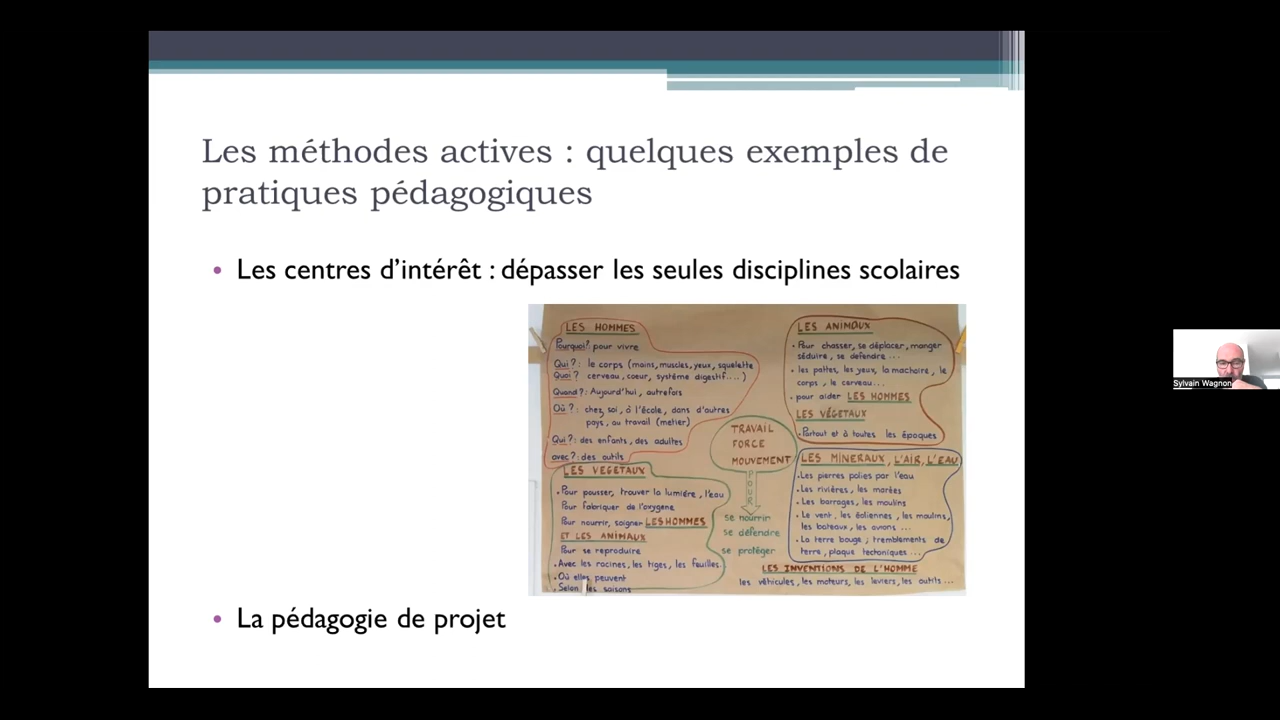 Les méthodes actives : quelques exemples de
pratiques pédagogiques
• Les centres d’intérêt : dépasser les seules disciplines scolaires
LES HOMMES
Pourquoi? pour vivre
Qui? : le corps (mains, muscles, yeux, squelette
Quoi? cerveau, coeur, système digestif....)
Quand? : Aujourd'hui, autrefois
Où? : chez soi, à l'école, dans d'autres
pays, au travail (metier)
Qui? : des enfants, des adultes
avec? : des outils
LES VEGETAUX
• Pour pousser, trouver la lumière, l'eau
Pour fabriquer de l'oxygene
Pour nourrir, soigner LES HOMMES
ET LES ANIMAUX
Pour se reproduire
• Avec les racines, les tiges, les feuilles.
• Où elles peuvent
• Selon les saisons
TRAVAIL
FORCE
MOUVEMENT
POUR
se nourrir
se défendre
se protéger
LES ANIMAUX
• Pour chasser, se déplacer, manger
séduire, se defendre ...
• les pattes, les yeux, la machoire, le
corps, le cerveau...
• pour aider LES HOMMES
LES VÉGETAUX
• Partout et à toutes les époques
LES MINERAUX, L'AIR, L'EAU
• Les pierres polies par l'eau
• Les rivières, les marées
• Les barrages, les moulins
• Le vent, les éoliennes, les moulins,
les bateaux, les avions ...
• La terre bouge ; tremblements de
terre, plaque tectoniques ...
LES INVENTIONS DE L'HOMME
les véhicules, les moteurs, les leviers, les outils ...
• La pédagogie de projet
Sylvain Wagnon